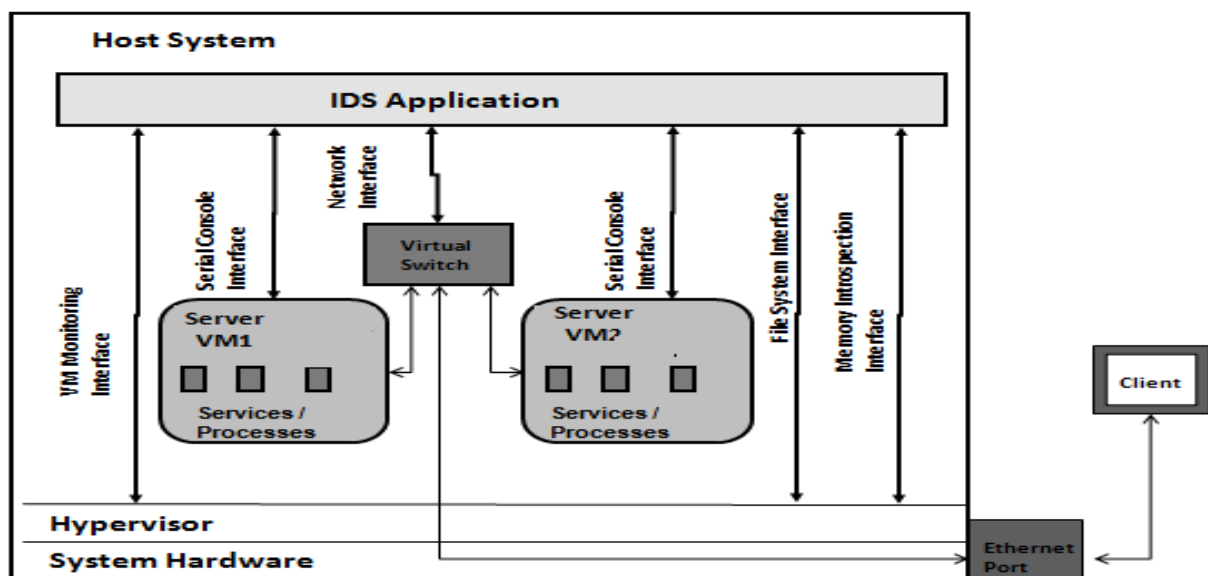 Host System
IDS Application
VM Monitoring
Interface
Serial Console
Interface
Network
Interface
Serial Console
Interface
File System Interface
Memory Introspection
Interface
Virtual
Switch
Server
VM1
Services /
Processes
Server
VM2
Services /
Processes
Client
Hypervisor
System Hardware
Ethernet
Port